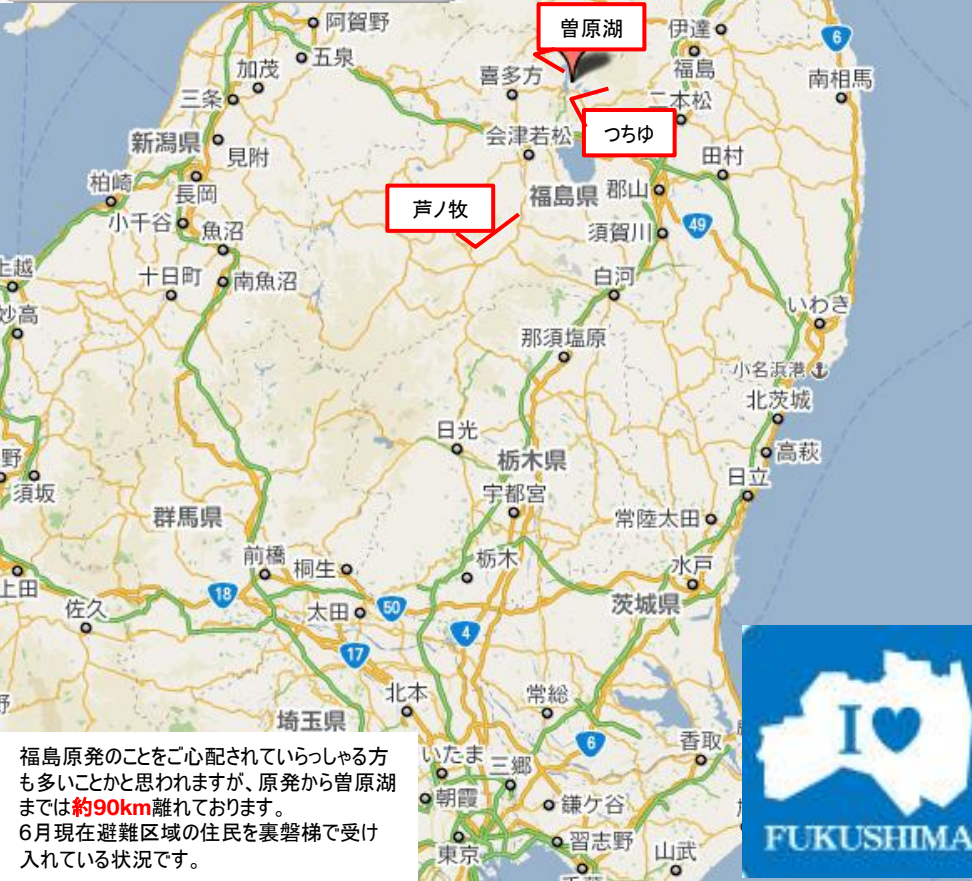 阿賀野
曽原湖
伊達
6
五泉
福島
加茂
喜多方
南相馬
三条
二本松
つちゆ
会津若松
新潟県
見附
田村
柏崎
長岡
芦ノ牧
福島県
郡山
小千谷
魚沼
須賀川
49
上越
十日町
南魚沼
白河
妙高
いわき
那須塩原
小名浜港
北茨城
日光
高萩
野
栃木県
日立
須坂
宇都宮
群馬県
常陸太田
前橋
桐生
栃木
水戸
上田
18
佐久
太田
50
茨城県
4
17
北本
常総
野
埼玉県
6
香取
福島原発のことをご心配されていらっしゃる方
も多いことかと思われますが、原発から曽原湖
までは約90km離れております。
6月現在避難区域の住民を裏磐梯で受け
入れている状況です。
いたま
三郷
朝霞
鎌ケ谷
習志野
東京
山武
I
FUKUSHIMA